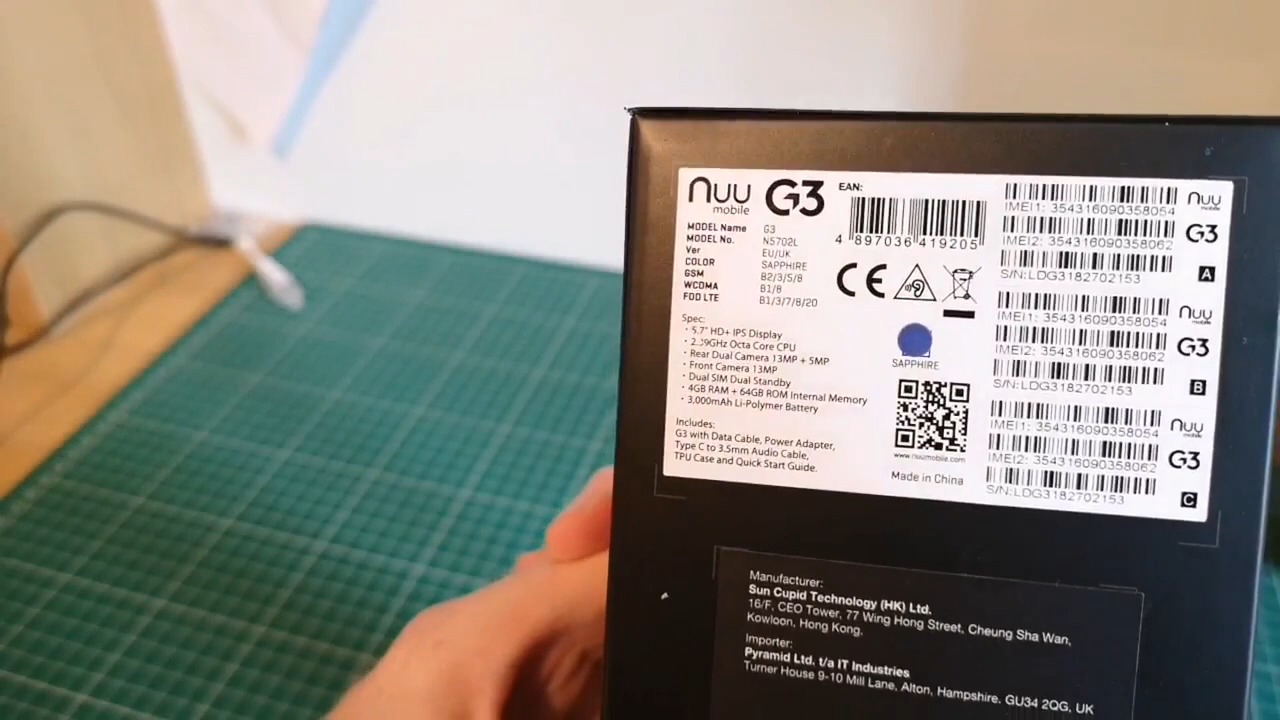 nuu mobile G3
MODEL Name G3
MODEL No. N5702L
Ver EU/UK
COLOR SAPPHIRE
GSM B2/3/5/8
WCDMA B1/8
FDD LTE B1/3/7/8/20
Spec:
· 5.7" HD+ IPS Display
· 2.39GHz Octa Core CPU
· Rear Dual Camera 13MP + 5MP
· Front Camera 13MP
· Dual SIM Dual Standby
· 4GB RAM + 64GB ROM Internal Memory
· 3,000mAh Li-Polymer Battery
Includes:
G3 with Data Cable, Power Adapter,
Type C to 3.5mm Audio Cable,
TPU Case and Quick Start Guide.
EAN:
4 897036 419205
CE
SAPPHIRE
www.nuumobile.com
Made in China
IMEI1: 354316090358054
IMEI2: 354316090358062
S/N:LDG3182702153
nuu mobile
G3
A
IMEI1: 354316090358054
IMEI2: 354316090358062
S/N:LDG3182702153
nuu mobile
G3
B
IMEI1: 354316090358054
IMEI2: 354316090358062
S/N:LDG3182702153
nuu mobile
G3
C
Manufacturer:
Sun Cupid Technology (HK) Ltd.
16/F, CEO Tower, 77 Wing Hong Street, Cheung Sha Wan,
Kowloon, Hong Kong.
Importer:
Pyramid Ltd. t/a IT Industries
Turner House 9-10 Mill Lane, Alton, Hampshire. GU34 2QG, UK